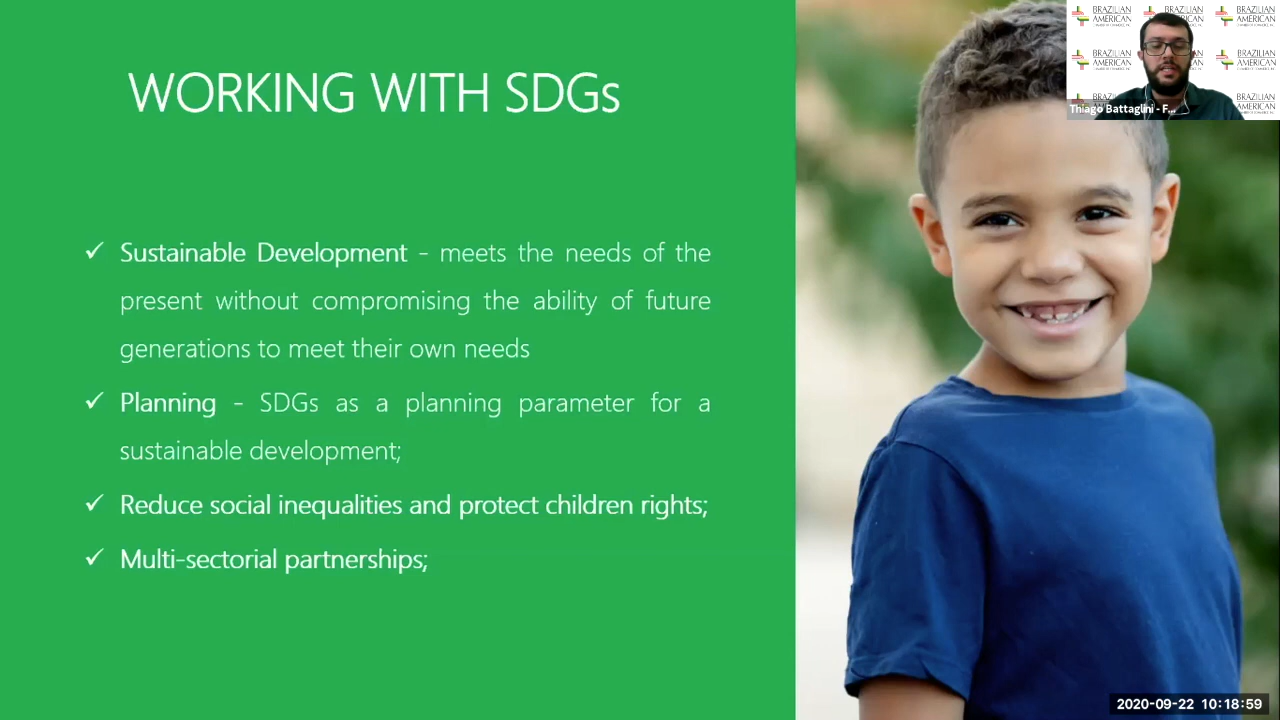 WORKING WITH SDGs
✓ Sustainable Development - meets the needs of the
present without compromising the ability of future
generations to meet their own needs
✓ Planning - SDGs as a planning parameter for a
sustainable development;
✓ Reduce social inequalities and protect children rights;
✓ Multi-sectorial partnerships;
BRAZILIAN
AMERICAN
BRAZILIAN
AMERICAN
BRAZILIAN
AMERICAN
BRAZILIAN
AMERICAN
Thiago Battaglini - F...
2020-09-22 10:18:59